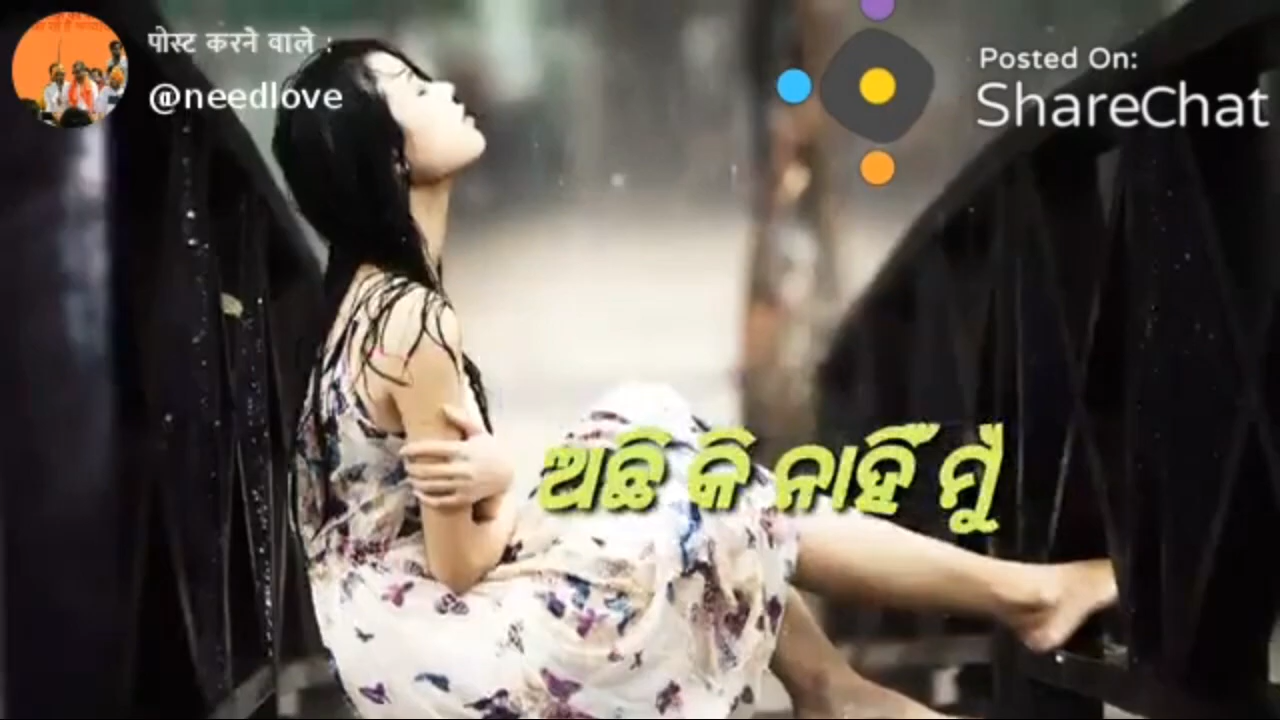 पोस्ट करने वाले :
@needlove
Posted On:
ShareChat
ଅଛି କି ନାହିଁ ମୁଁ